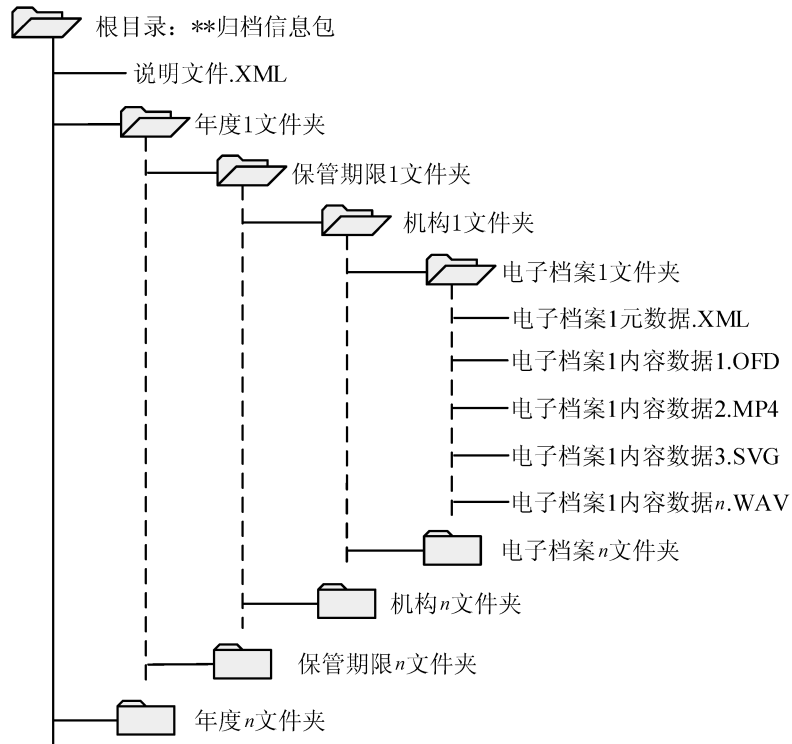 根目录：**归档信息包
说明文件.XML
年度1文件夹
保管期限1文件夹
机构1文件夹
电子档案1文件夹
电子档案1元数据.XML
电子档案1内容数据1.OFD
电子档案1内容数据2.MP4
电子档案1内容数据3.SVG
电子档案1内容数据n.WAV
电子档案n文件夹
机构n文件夹
保管期限n文件夹
年度n文件夹